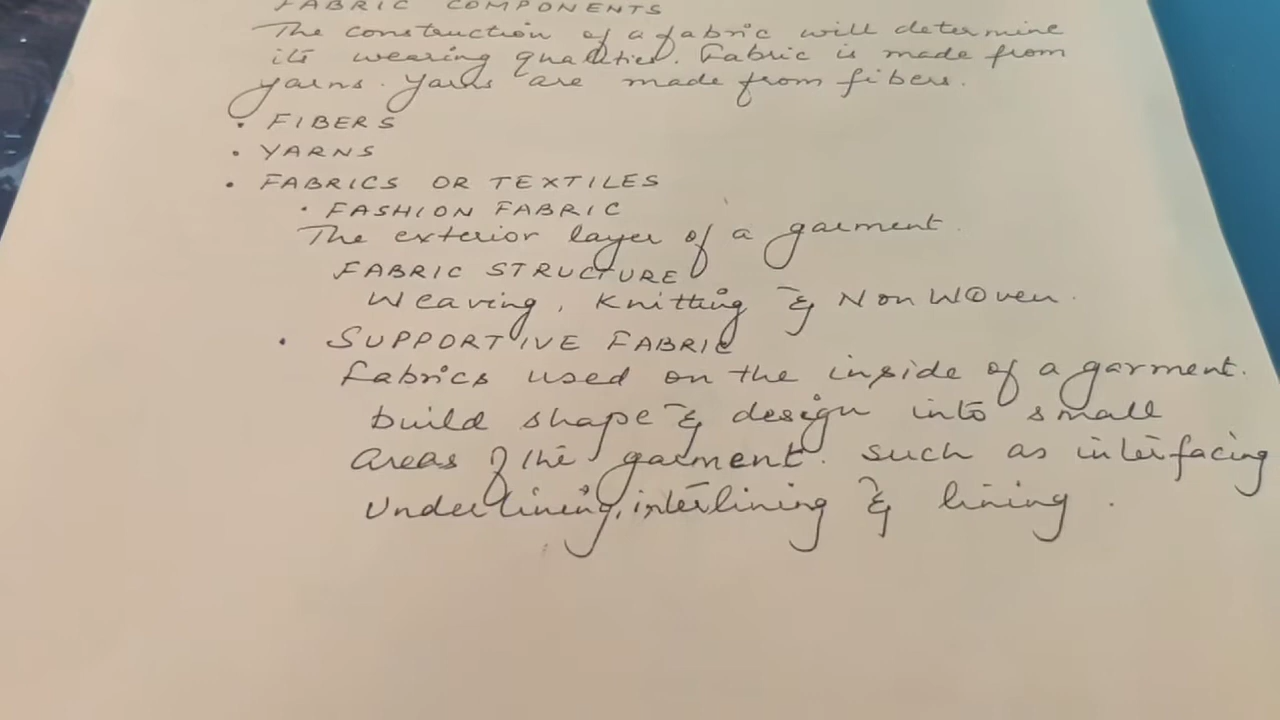 FABRIC COMPONENTS
The construction of a fabric will determine
its wearing qualities. Fabric is made from
yarns. Yarns are made from fibers.
• FIBERS
• YARNS
• FABRICS OR TEXTILES
• FASHION FABRIC
The exterior layer of a garment.
FABRIC STRUCTURE
Weaving, Knitting & Non Woven.
• SUPPORTIVE FABRIC
fabrics used on the inside of a garment.
build shape & design into small
areas of the garment. such as interfacing
Underlining, interlining & lining.